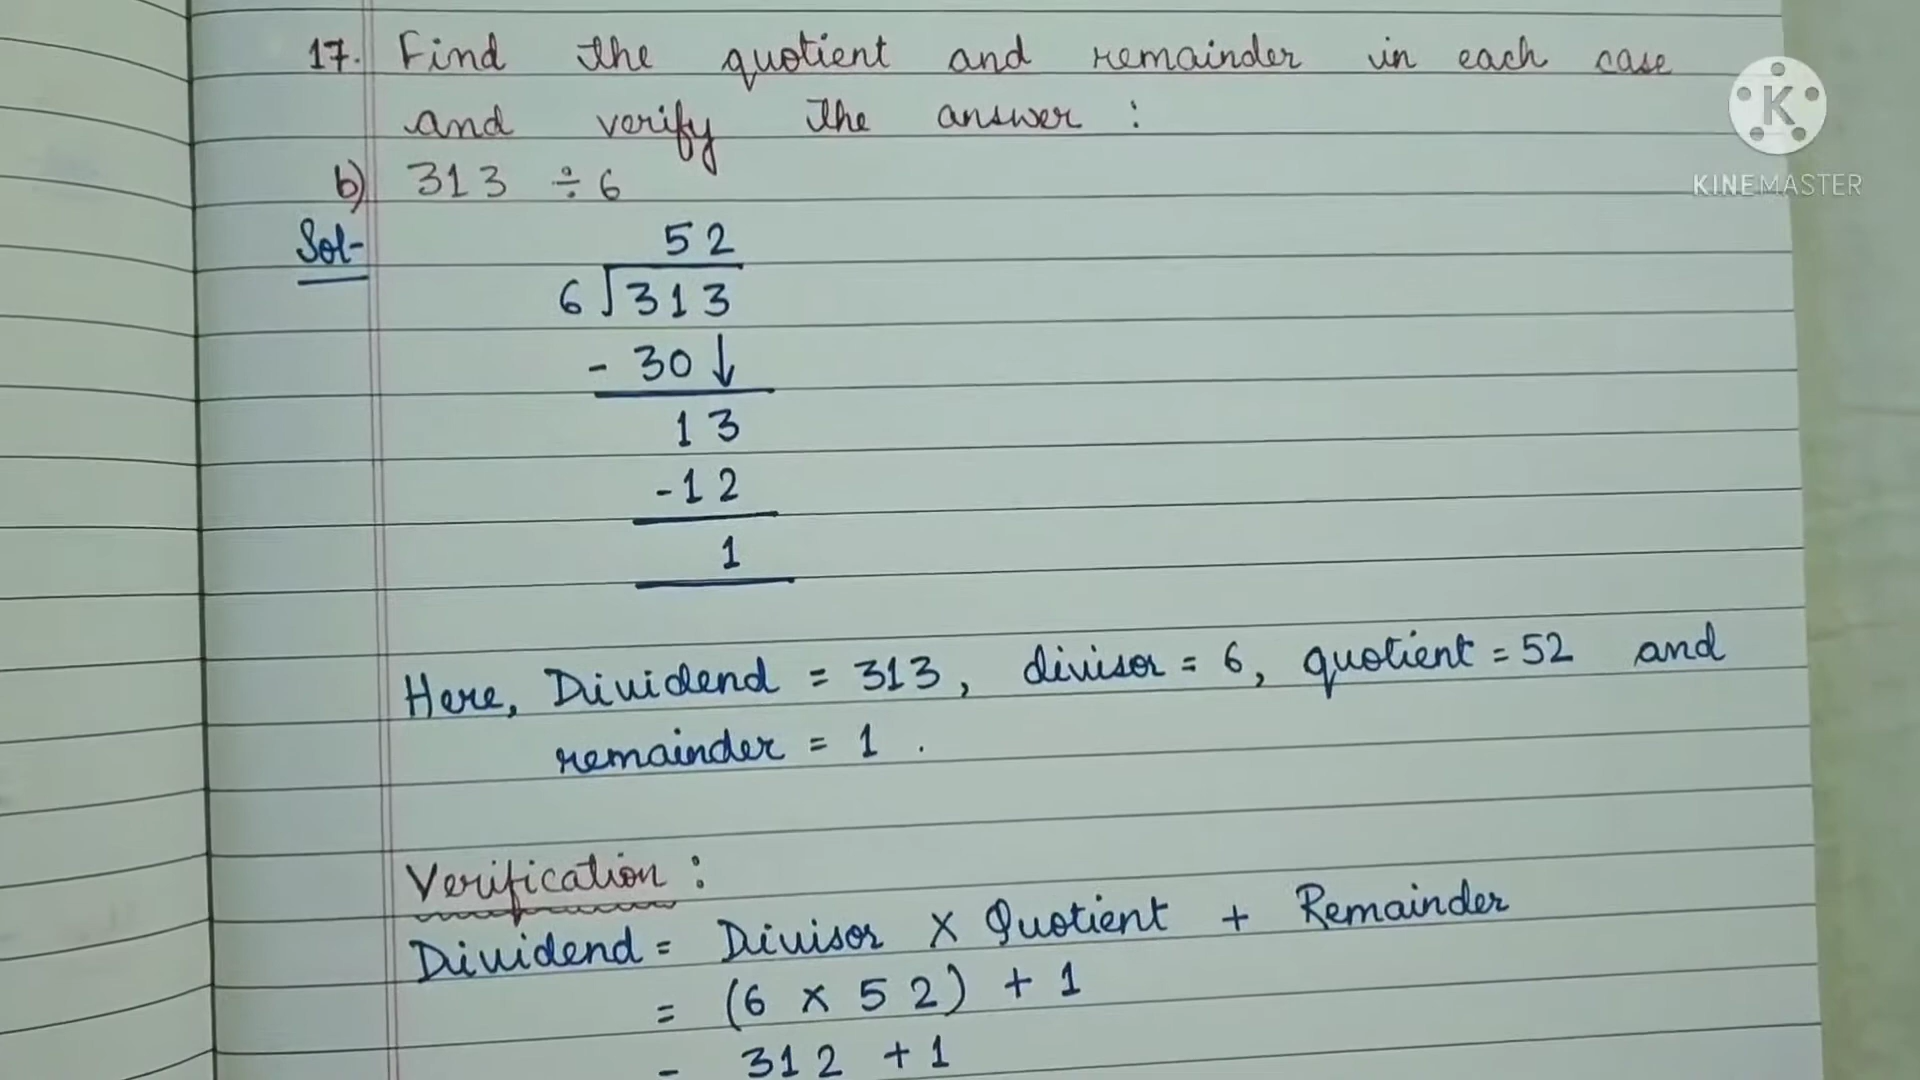 17. Find the quotient and remainder in each case
and verify the answer :
b) 313 ÷ 6
Sol-
52
6 313
- 30 ↓
13
-12
1
Here, Dividend = 313, divisor = 6, quotient = 52 and
remainder = 1 .
Verification :
Dividend = Divisor X Quotient + Remainder
= (6 x 52) + 1
= 312 + 1
K
KINEMASTER